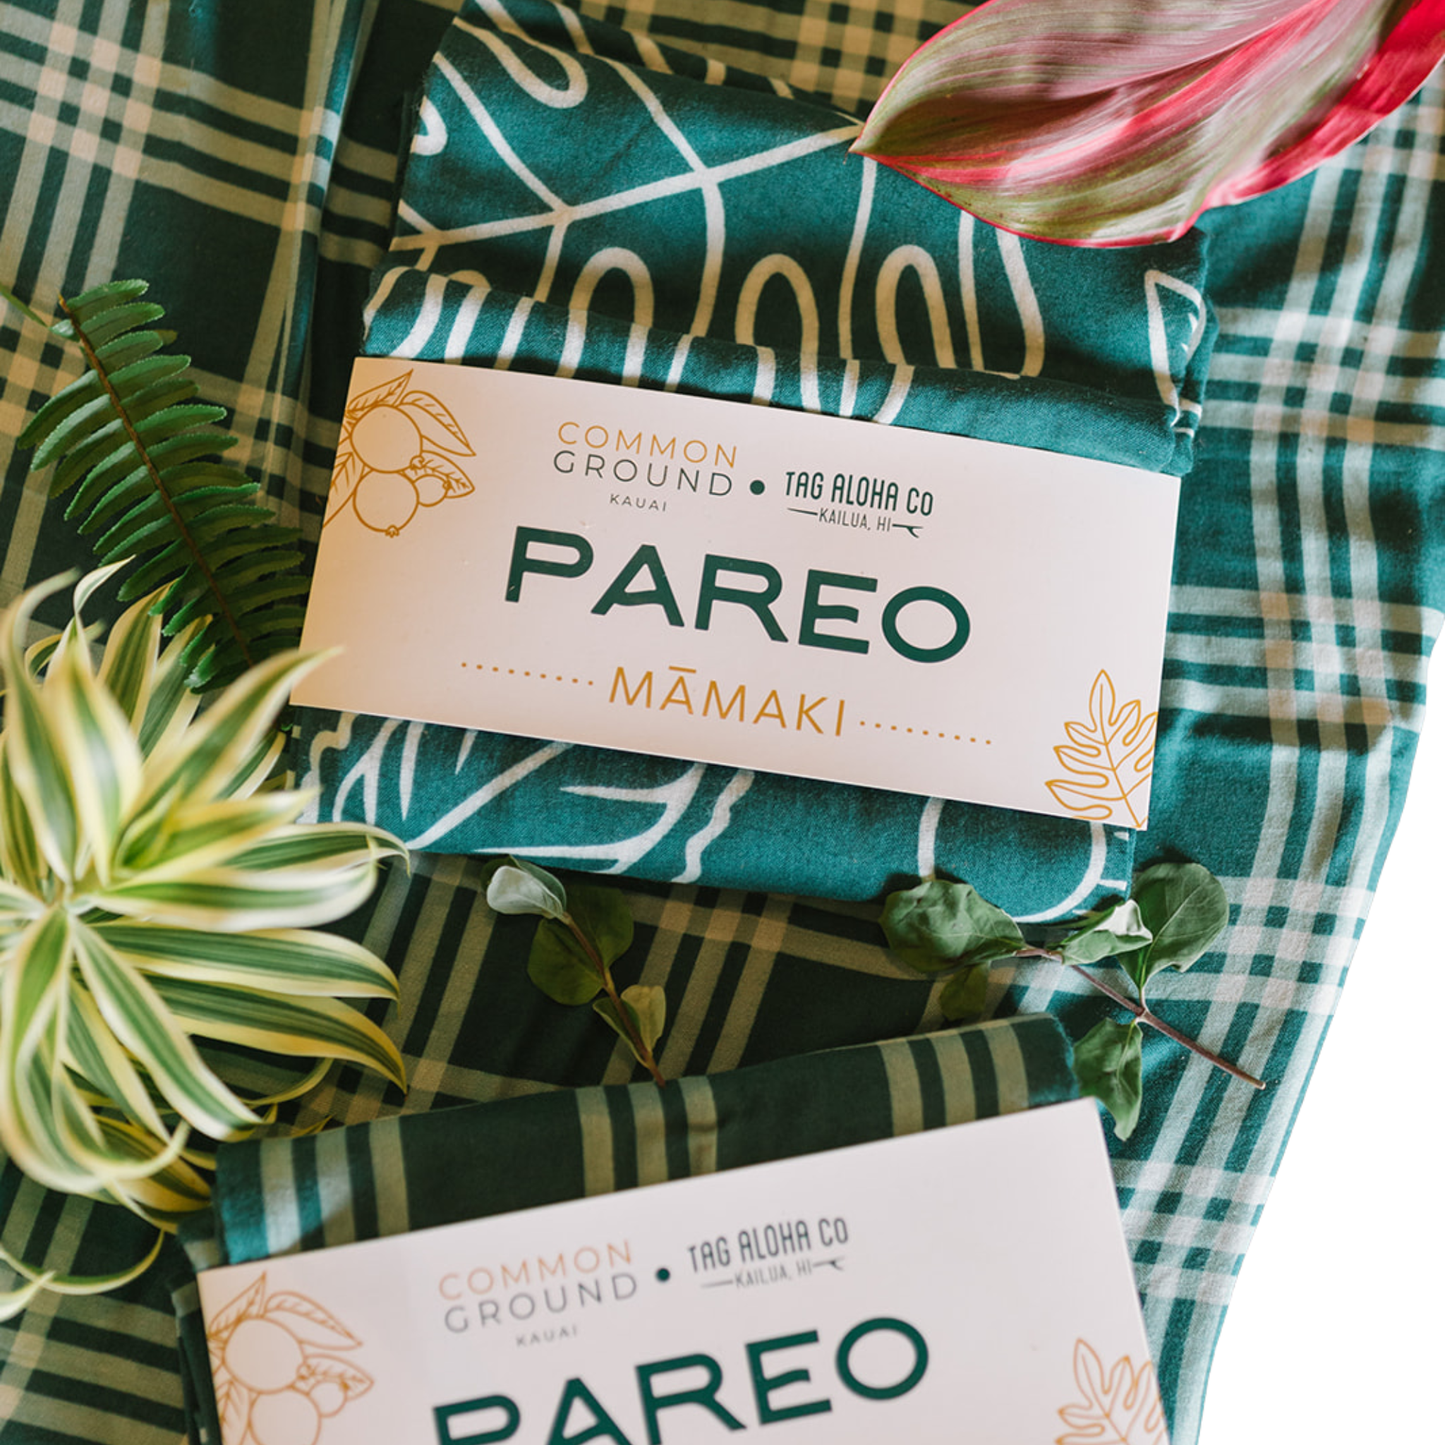 COMMON
GROUND
KAUAI
TAG ALOHA CO
KAILUA, HI
PAREO
MĀMAKI
COMMON
GROUND
KAUAI
TAG ALOHA CO
KAILUA, HI
PAREO